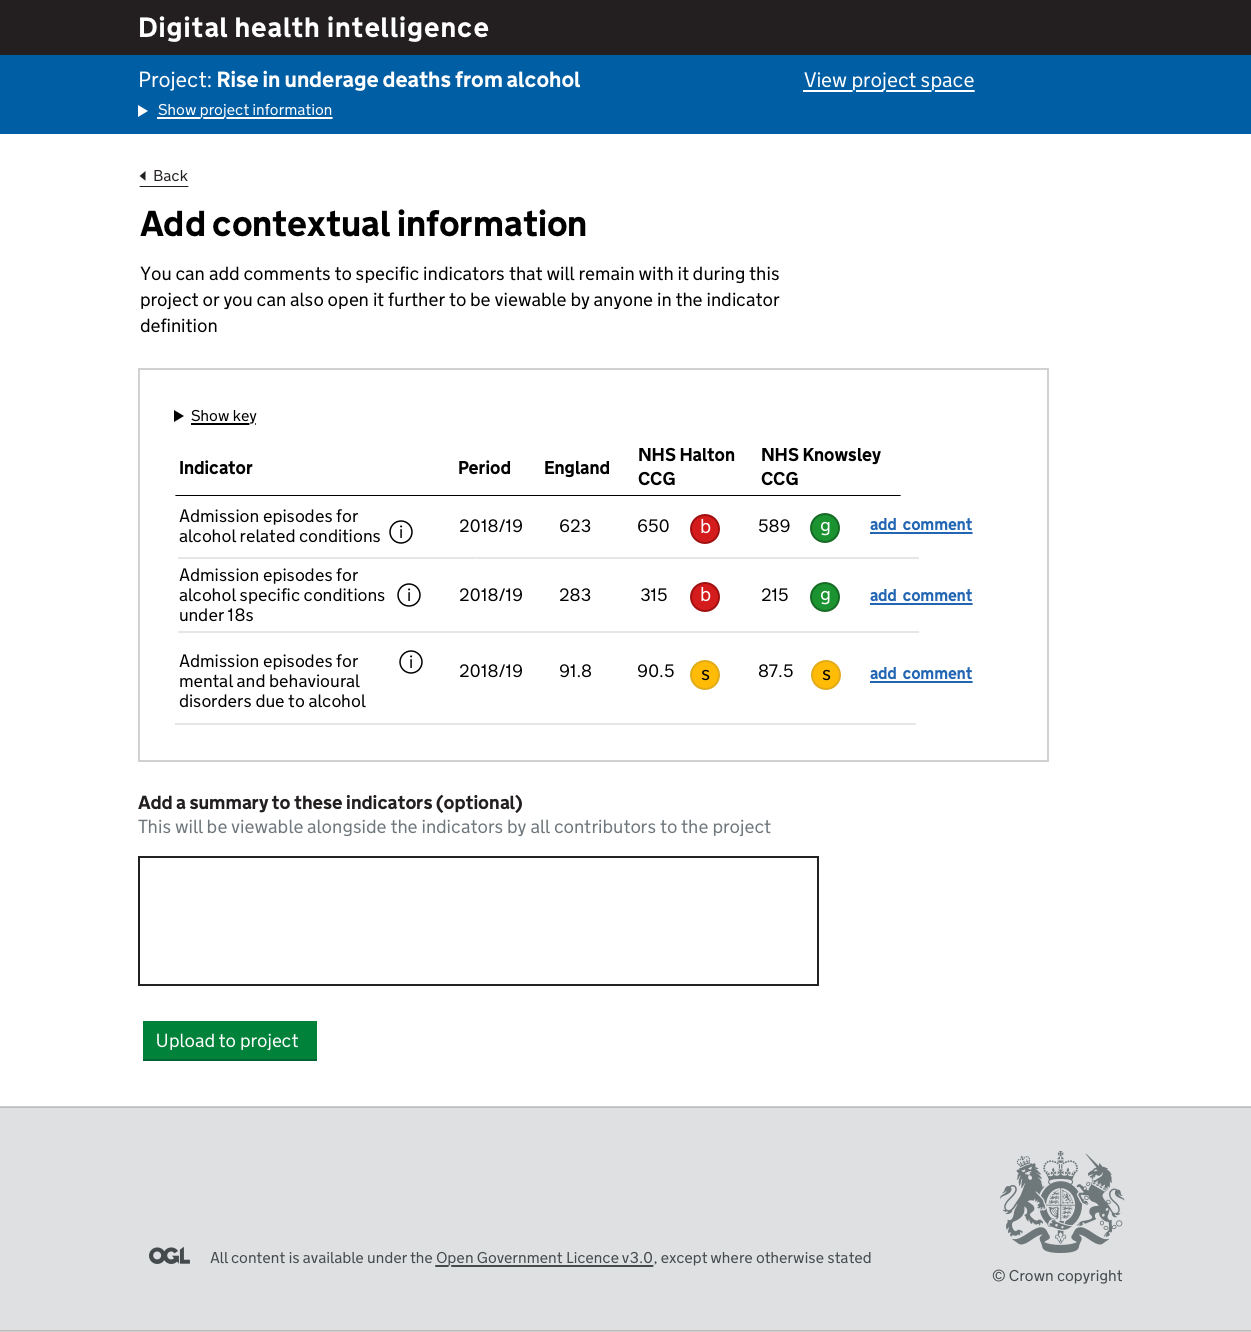 Digital health intelligence
Project: Rise in underage deaths from alcohol
View project space
Show project information
Back
Add contextual information
You can add comments to specific indicators that will remain with it during this
project or you can also open it further to be viewable by anyone in the indicator
definition
Show key
Indicator
Period
England
NHS Halton
CCG
NHS Knowsley
CCG
Admission episodes for
alcohol related conditions
i
2018/19
623
650
b
589
g
add comment
Admission episodes for
alcohol specific conditions
under 18s
i
2018/19
283
315
b
215
g
add comment
Admission episodes for
mental and behavioural
disorders due to alcohol
i
2018/19
91.8
90.5
s
87.5
s
add comment
Add a summary to these indicators (optional)
This will be viewable alongside the indicators by all contributors to the project
Upload to project
OGL
All content is available under the Open Government Licence v3.0, except where otherwise stated
© Crown copyright